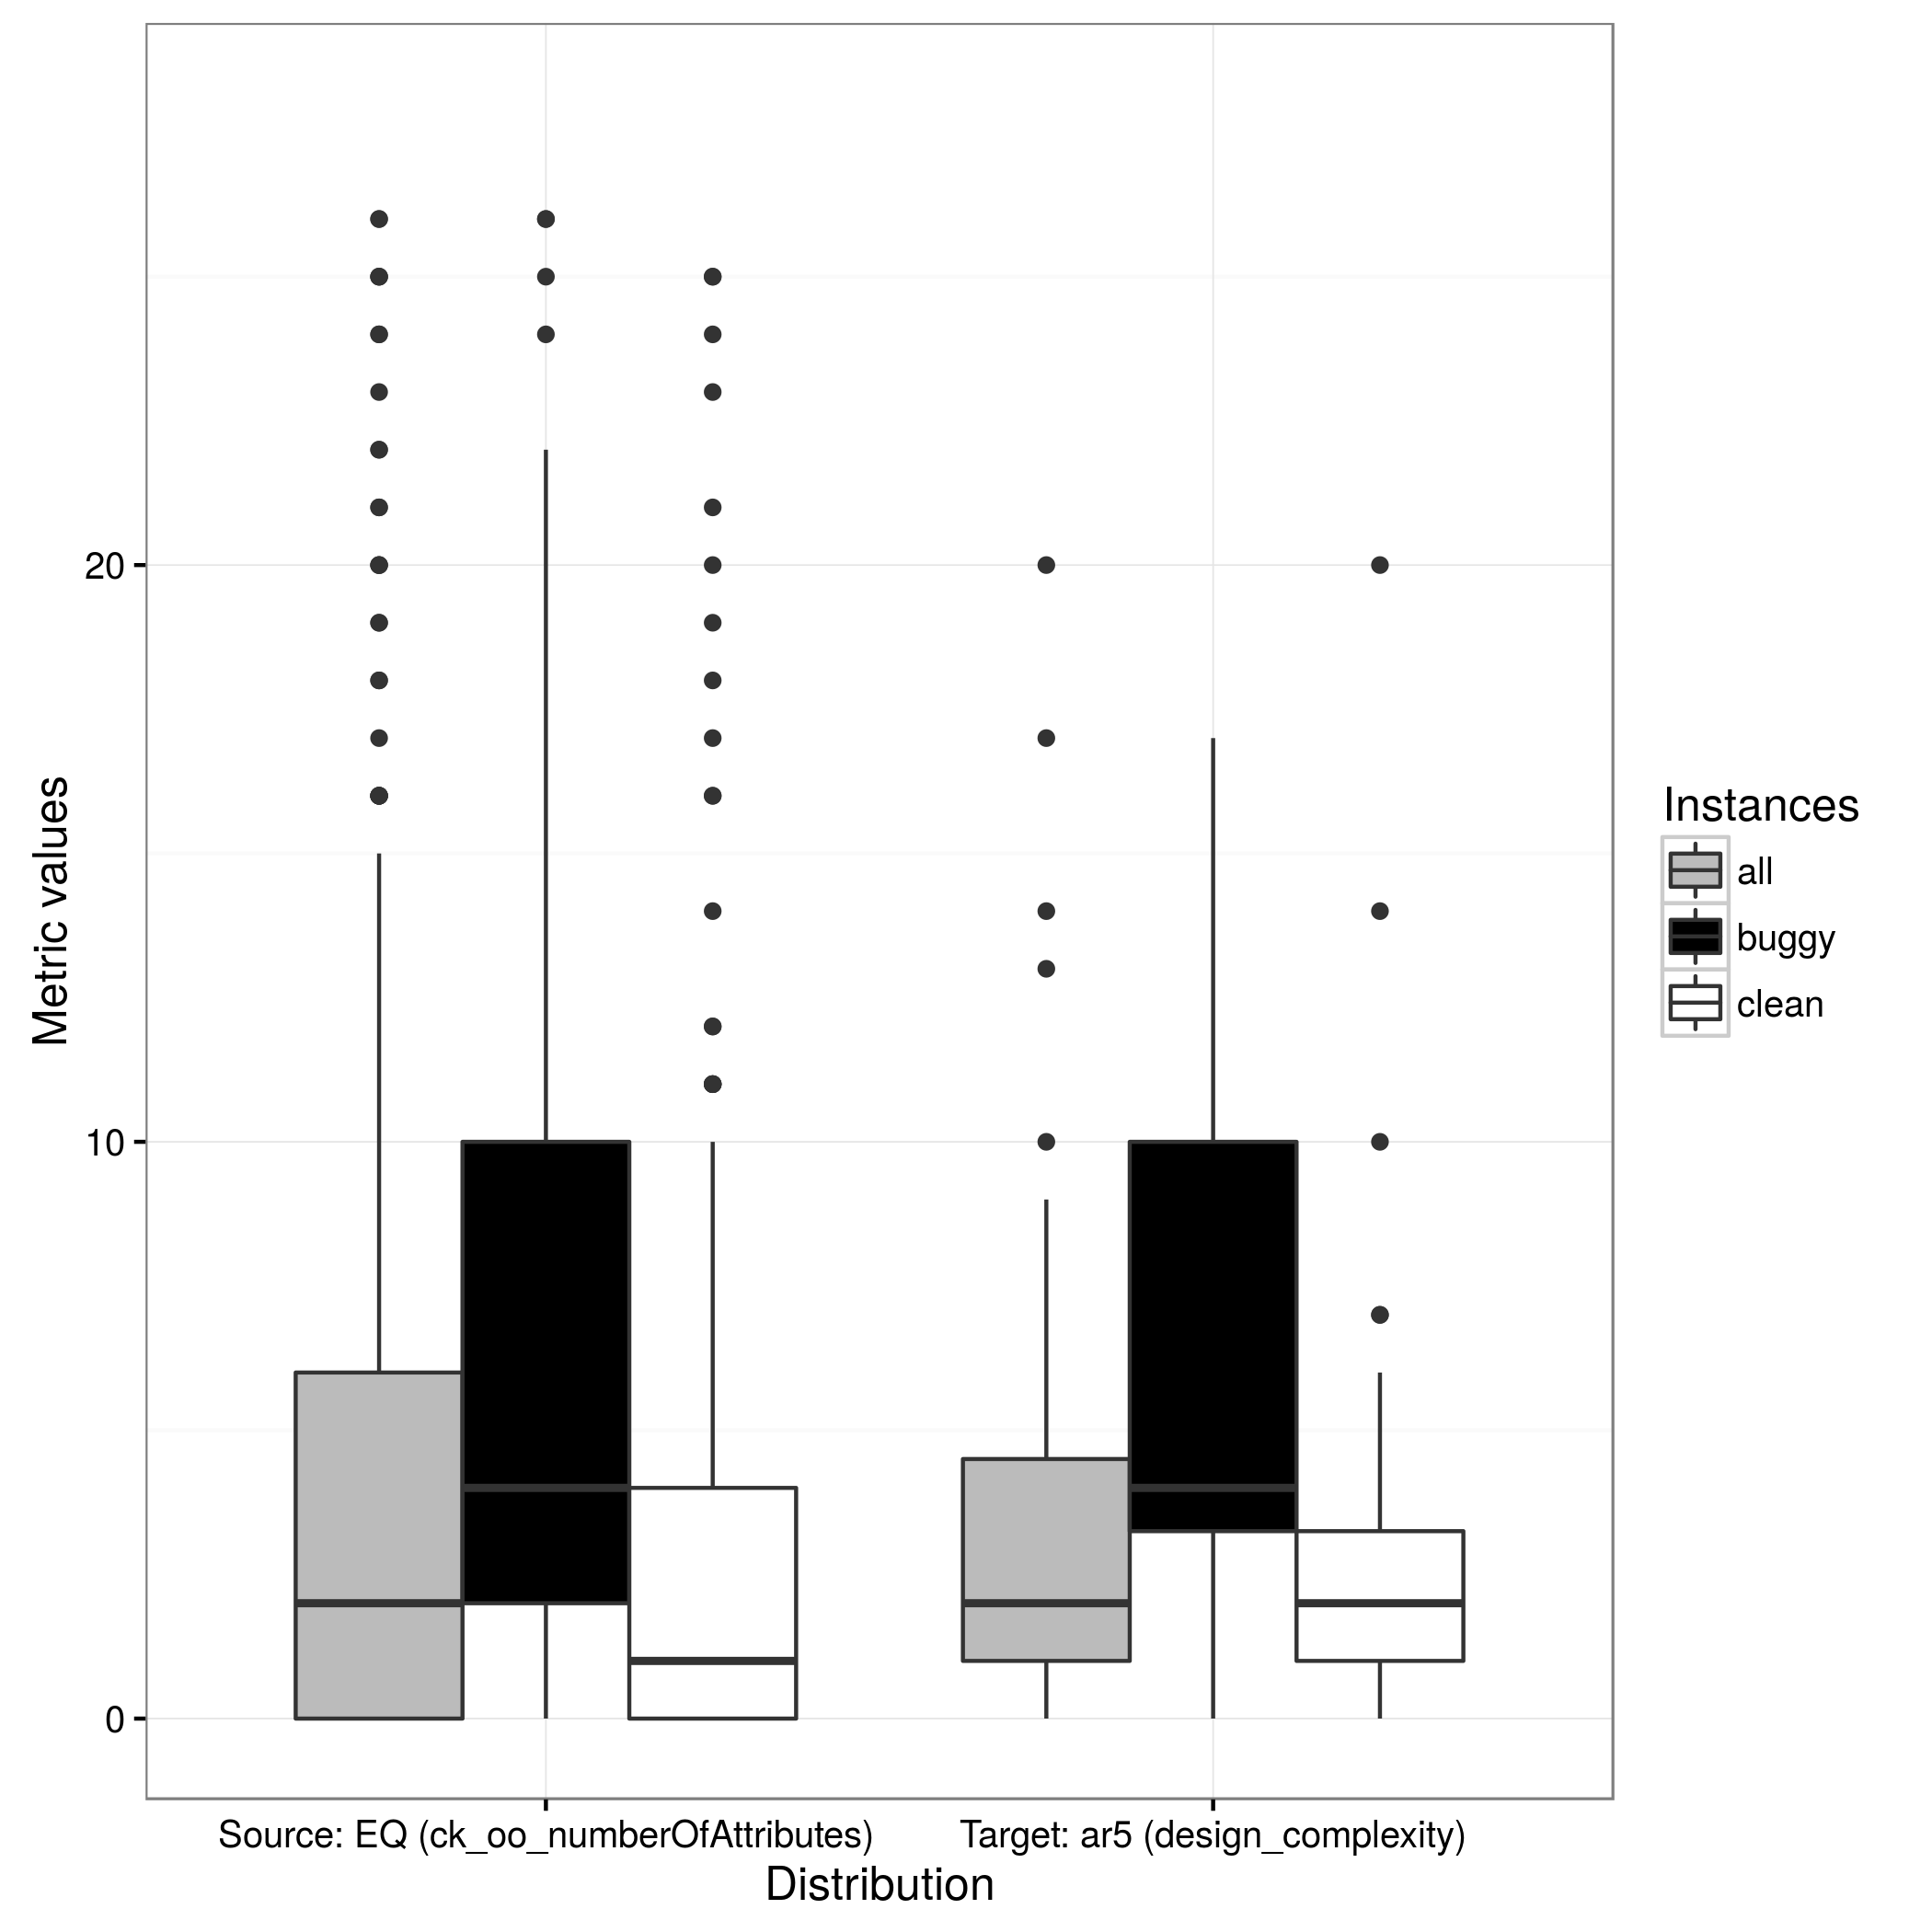 Metric values
20
10
0
Source: EQ (ck_oo_numberOfAttributes)
Target: ar5 (design_complexity)
Distribution
Instances
all
buggy
clean